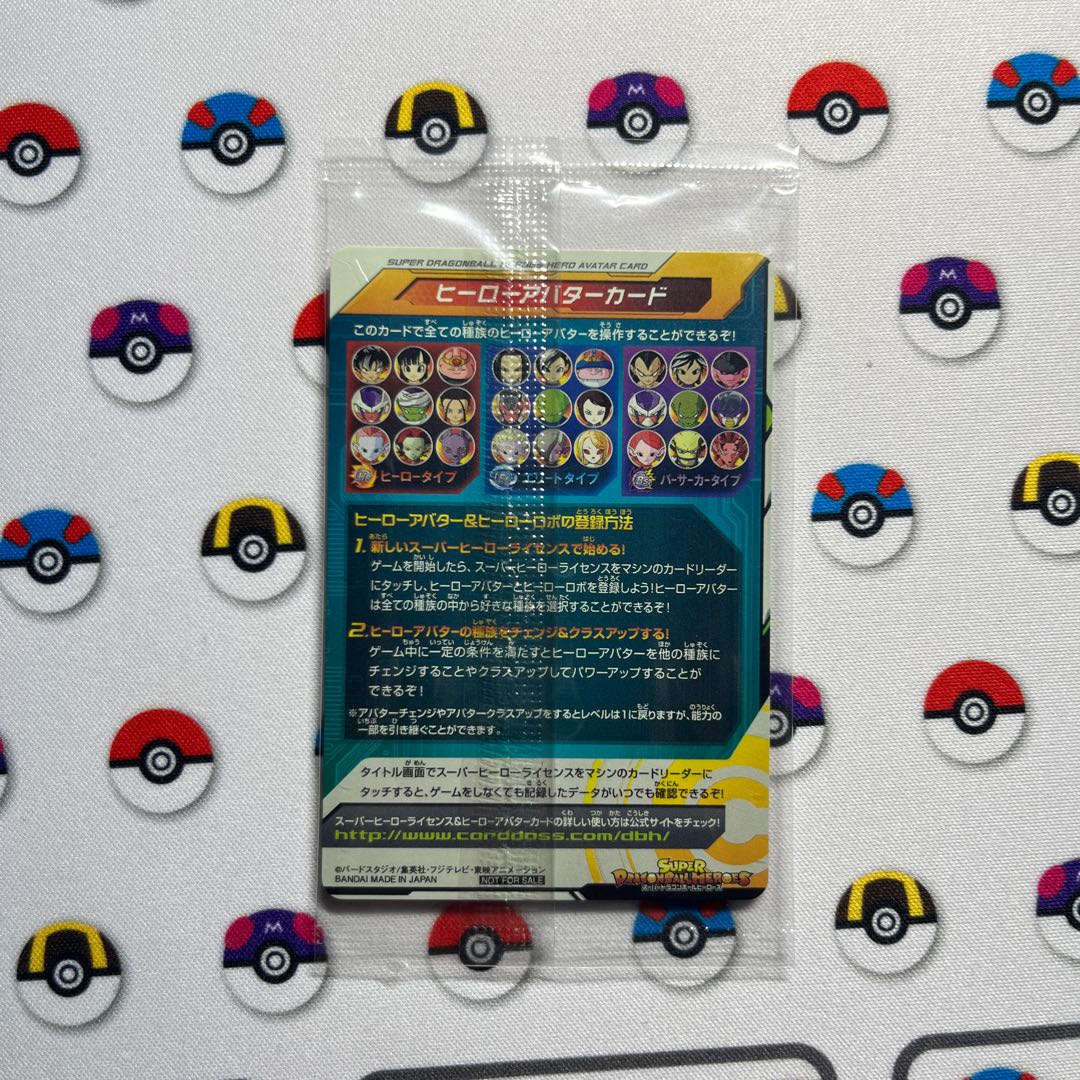 SUPER DRAGONBALL HEROES HERO AVATAR CARD
ヒーローアバターカード
このカードで全ての種族のヒーローアバターを操作することができるぞ!
He ヒーロータイプ
エリートタイプ
Bs バーサーカータイプ
ヒーローアバター&ヒーローロボの登録方法
1. 新しいスーパーヒーローライセンスで始める!
ゲームを開始したら、スーパーヒーローライセンスをマシンのカードリーダー
にタッチし、ヒーローアバターとヒーローロボを登録しよう!ヒーローアバター
は全ての種族の中から好きな種族を選択することができるぞ!
2. ヒーローアバターの種族をチェンジ&クラスアップする!
ゲーム中に一定の条件を満たすとヒーローアバターを他の種族に
チェンジすることやクラスアップしてパワーアップすることが
できるぞ!
※アバターチェンジやアバタークラスアップをするとレベルは1に戻りますが、能力の
一部を引き継ぐことができます。
タイトル画面でスーパーヒーローライセンスをマシンのカードリーダーに
タッチすると、ゲームをしなくても記録したデータがいつでも確認できるぞ!
スーパーヒーローライセンス&ヒーローアバターカードの詳しい使い方は公式サイトをチェック!
http://www.carddass.com/dbh/
©バードスタジオ/集英社・フジテレビ・東映アニメーション
BANDAI MADE IN JAPAN NOT FOR SALE
SUPER
DRAGONBALL HEROES
スーパードラゴンボールヒーローズ